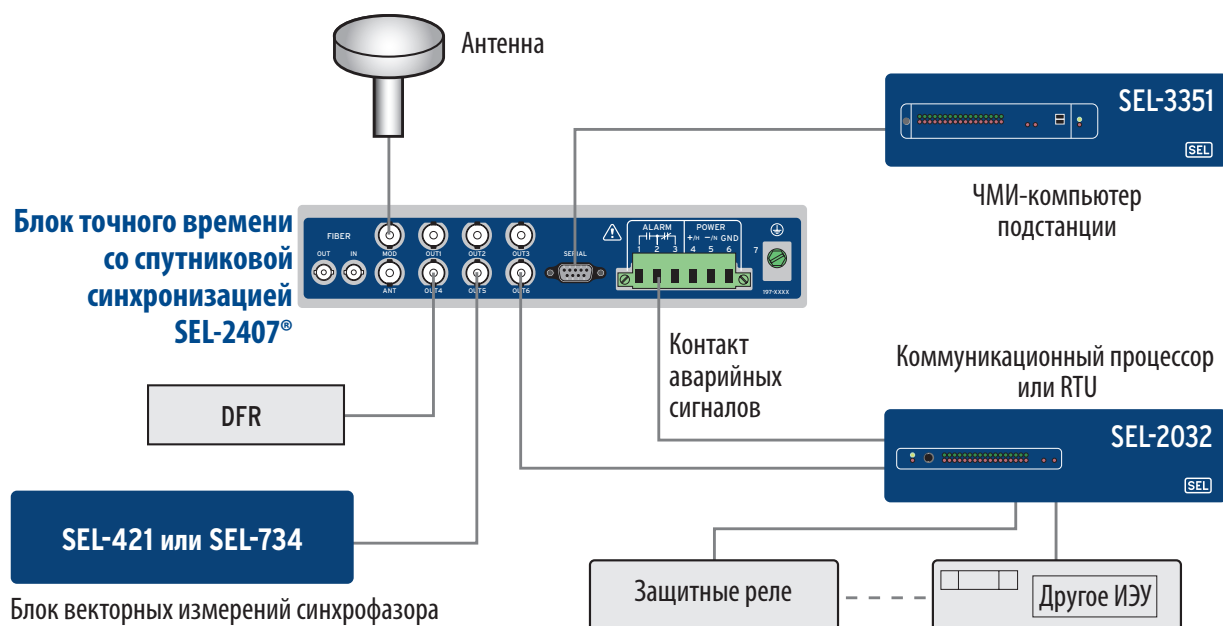 Антенна
SEL-3351
SEL
ЧМИ-компьютер
подстанции
Блок точного времени
со спутниковой
синхронизацией
SEL-2407®
FIBER
OUT IN MOD OUT1 OUT2 OUT3 SERIAL
ANT OUT4 OUT5 OUT6
ALARM POWER
+/H –/N GND
1 2 3 4 5 6 7
197-XXXX
Контакт
аварийных
сигналов
Коммуникационный процессор
или RTU
DFR
SEL-2032
SEL
SEL-421 или SEL-734
Блок векторных измерений синхрофазора
Защитные реле
Другое ИЭУ